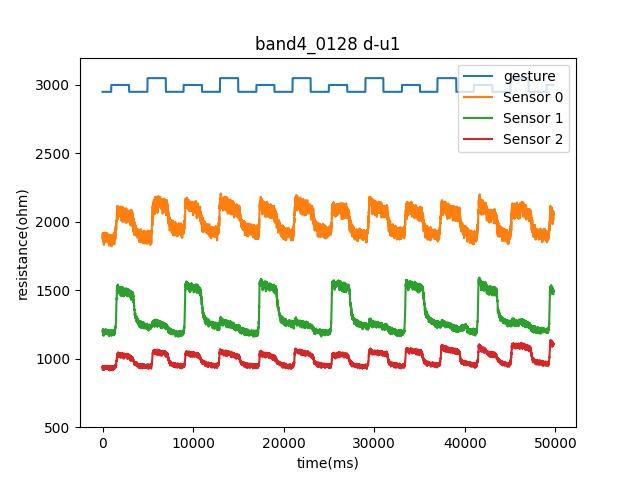 band4_0128 d-u1
gesture
Sensor 0
Sensor 1
Sensor 2
resistance(ohm)
3000
2500
2000
1500
1000
500
0
10000
20000
30000
40000
50000
time(ms)